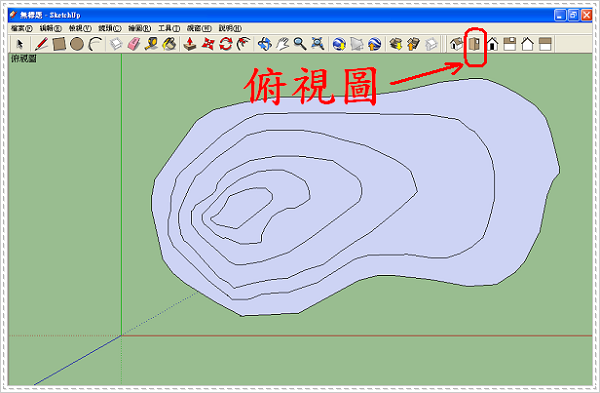 無標題 - SketchUp
檔案(F) 編輯(E) 檢視(V) 鏡頭(C) 繪圖(R) 工具(T) 視窗(W) 說明(H)
俯視圖
俯視圖